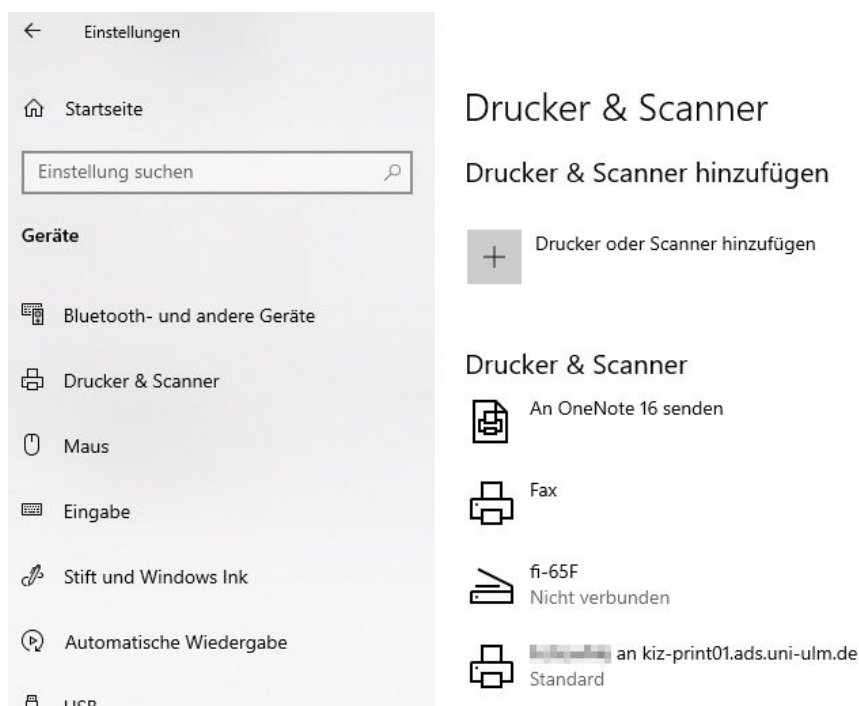 Einstellungen
Startseite
Einstellung suchen
Geräte
Bluetooth- und andere Geräte
Drucker & Scanner
Maus
Eingabe
Stift und Windows Ink
Automatische Wiedergabe
USB
Drucker & Scanner
Drucker & Scanner hinzufügen
Drucker oder Scanner hinzufügen
Drucker & Scanner
An OneNote 16 senden
Fax
fi-65F
Nicht verbunden
an kiz-print01.ads.uni-ulm.de
Standard